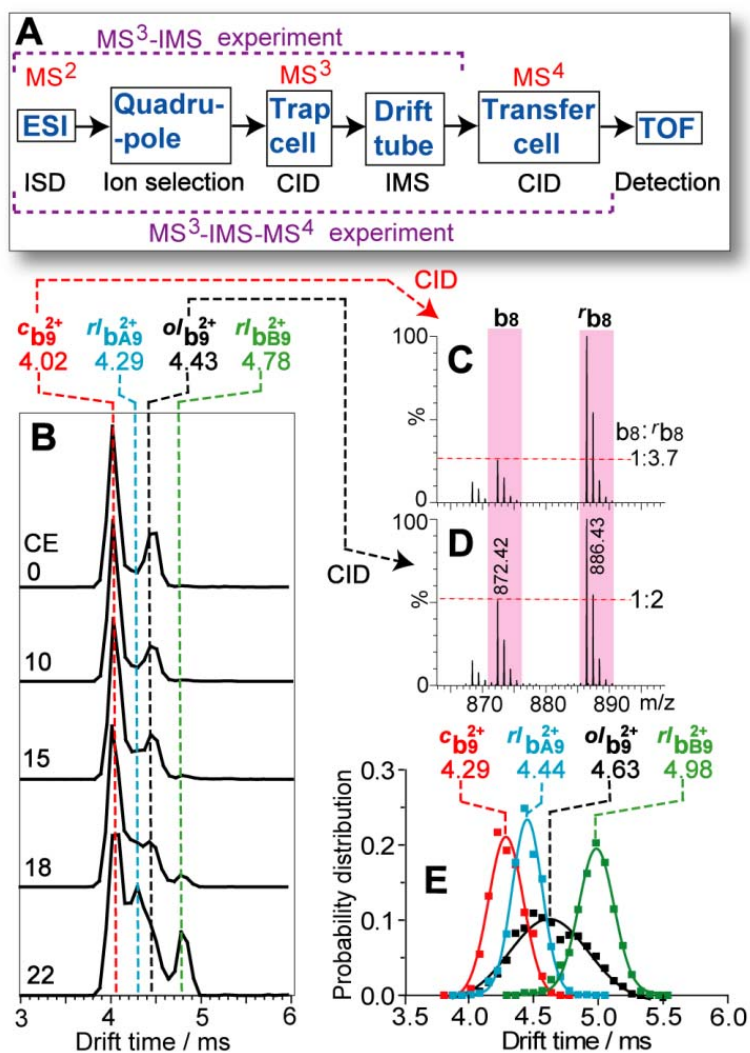 A
MS³-IMS experiment
MS² MS³ MS⁴
ESI Quadru- Trap Drift Transfer TOF
-pole cell tube cell
ISD Ion selection CID IMS CID Detection
MS³-IMS-MS⁴ experiment
CID
cb9²⁺ rlbA9²⁺ olb9²⁺ rlbB9²⁺
4.02 4.29 4.43 4.78
B
CE
0
10
15
18
22
3 4 5 6
Drift time / ms
b8 rb8
C
100
%
0
b8:rb8
1:3.7
CID
D
100
%
0
872.42
886.43
1:2
870 880 890 m/z
cb9²⁺ rlbA9²⁺ olb9²⁺ rlbB9²⁺
4.29 4.44 4.63 4.98
E
Probability distribution
0.3
0.2
0.1
0.0
3.5 4.0 4.5 5.0 5.5 6.0
Drift time / ms